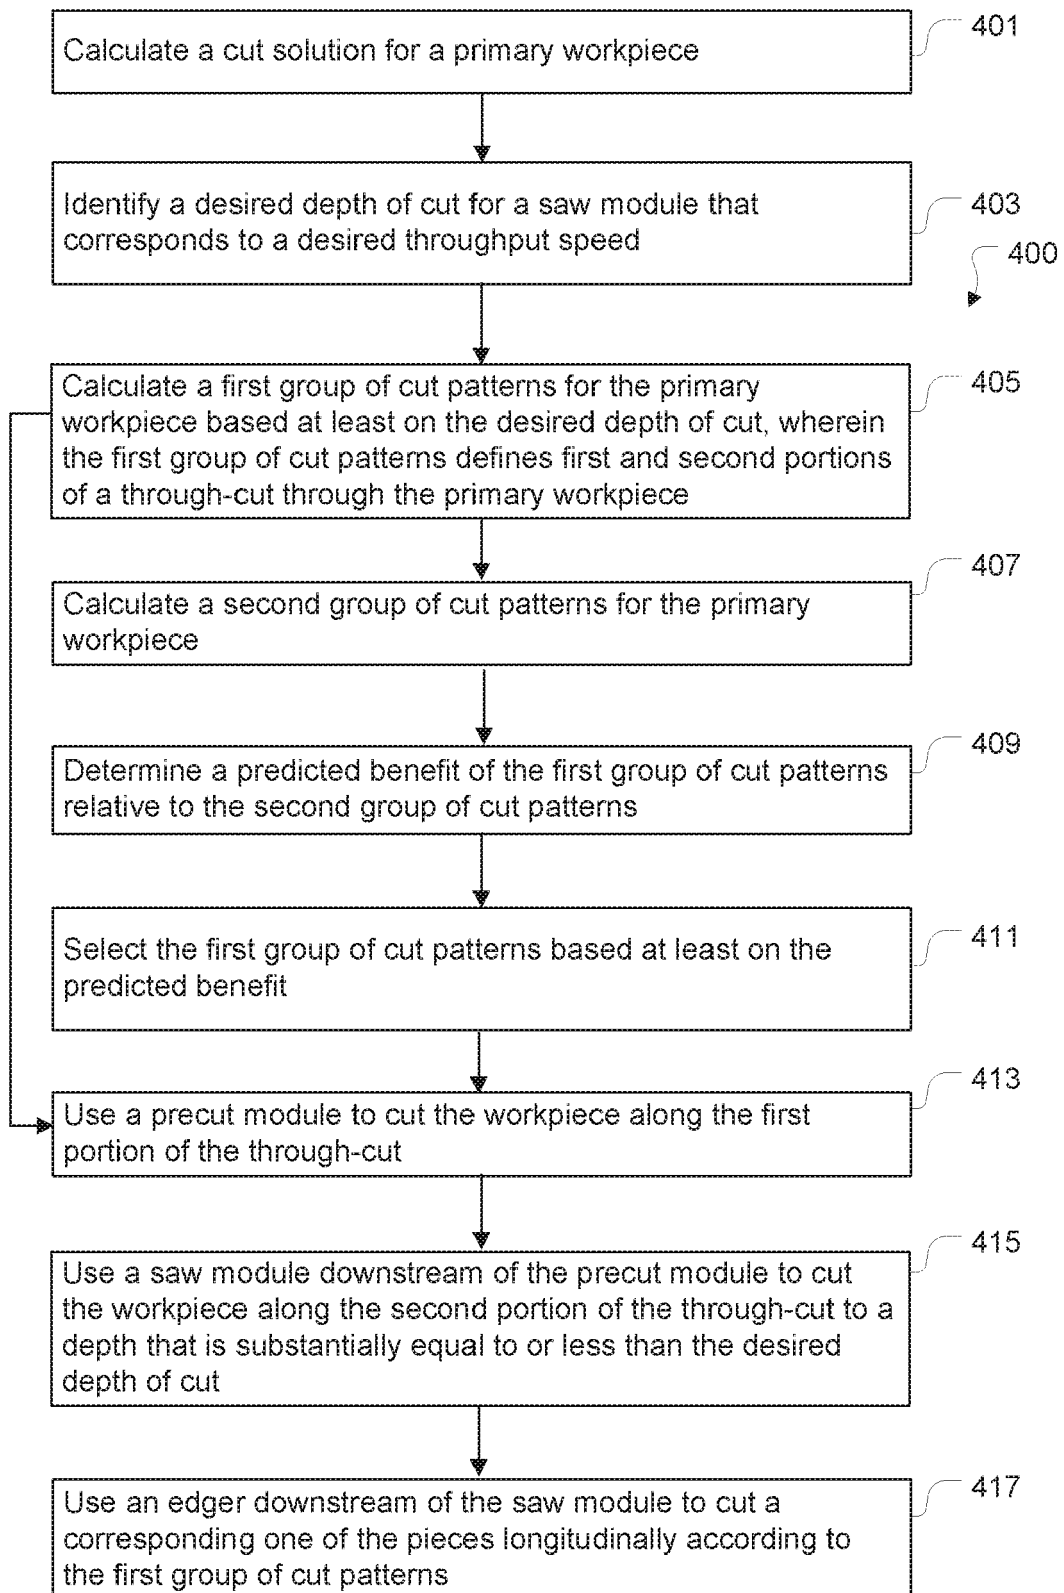 Calculate a cut solution for a primary workpiece
401
Identify a desired depth of cut for a saw module that
corresponds to a desired throughput speed
403
400
Calculate a first group of cut patterns for the primary
workpiece based at least on the desired depth of cut, wherein
the first group of cut patterns defines first and second portions
of a through-cut through the primary workpiece
405
Calculate a second group of cut patterns for the primary
workpiece
407
Determine a predicted benefit of the first group of cut patterns
relative to the second group of cut patterns
409
Select the first group of cut patterns based at least on the
predicted benefit
411
Use a precut module to cut the workpiece along the first
portion of the through-cut
413
Use a saw module downstream of the precut module to cut
the workpiece along the second portion of the through-cut to a
depth that is substantially equal to or less than the desired
depth of cut
415
Use an edger downstream of the saw module to cut a
corresponding one of the pieces longitudinally according to
the first group of cut patterns
417